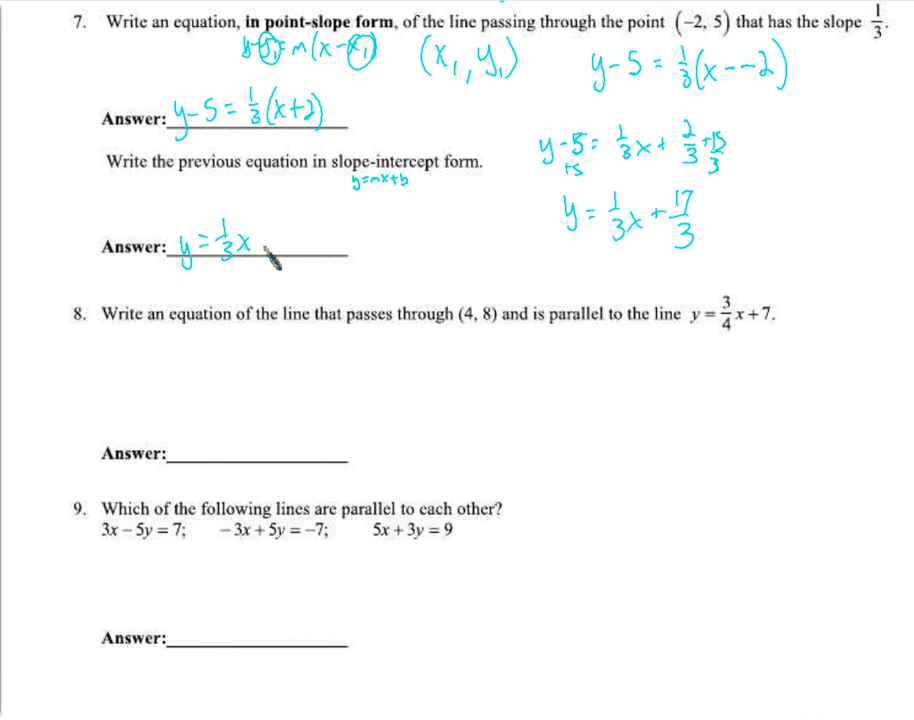 7. Write an equation, in point-slope form, of the line passing through the point (−2, 5) that has the slope 1/3.
y-y₁=m(x-x₁) (x₁, y₁) y-5 = 1/3(x--2)
Answer: y-5=1/3(x+2)
y-5= 1/3x+ 2/3 +15/3
+5
Write the previous equation in slope-intercept form.
y=mx+b
y= 1/3x+17/3
Answer: y=1/3x
8. Write an equation of the line that passes through (4, 8) and is parallel to the line y = 3/4x + 7.
Answer:
9. Which of the following lines are parallel to each other?
3x – 5y = 7; – 3x + 5y = –7; 5x + 3y = 9
Answer: